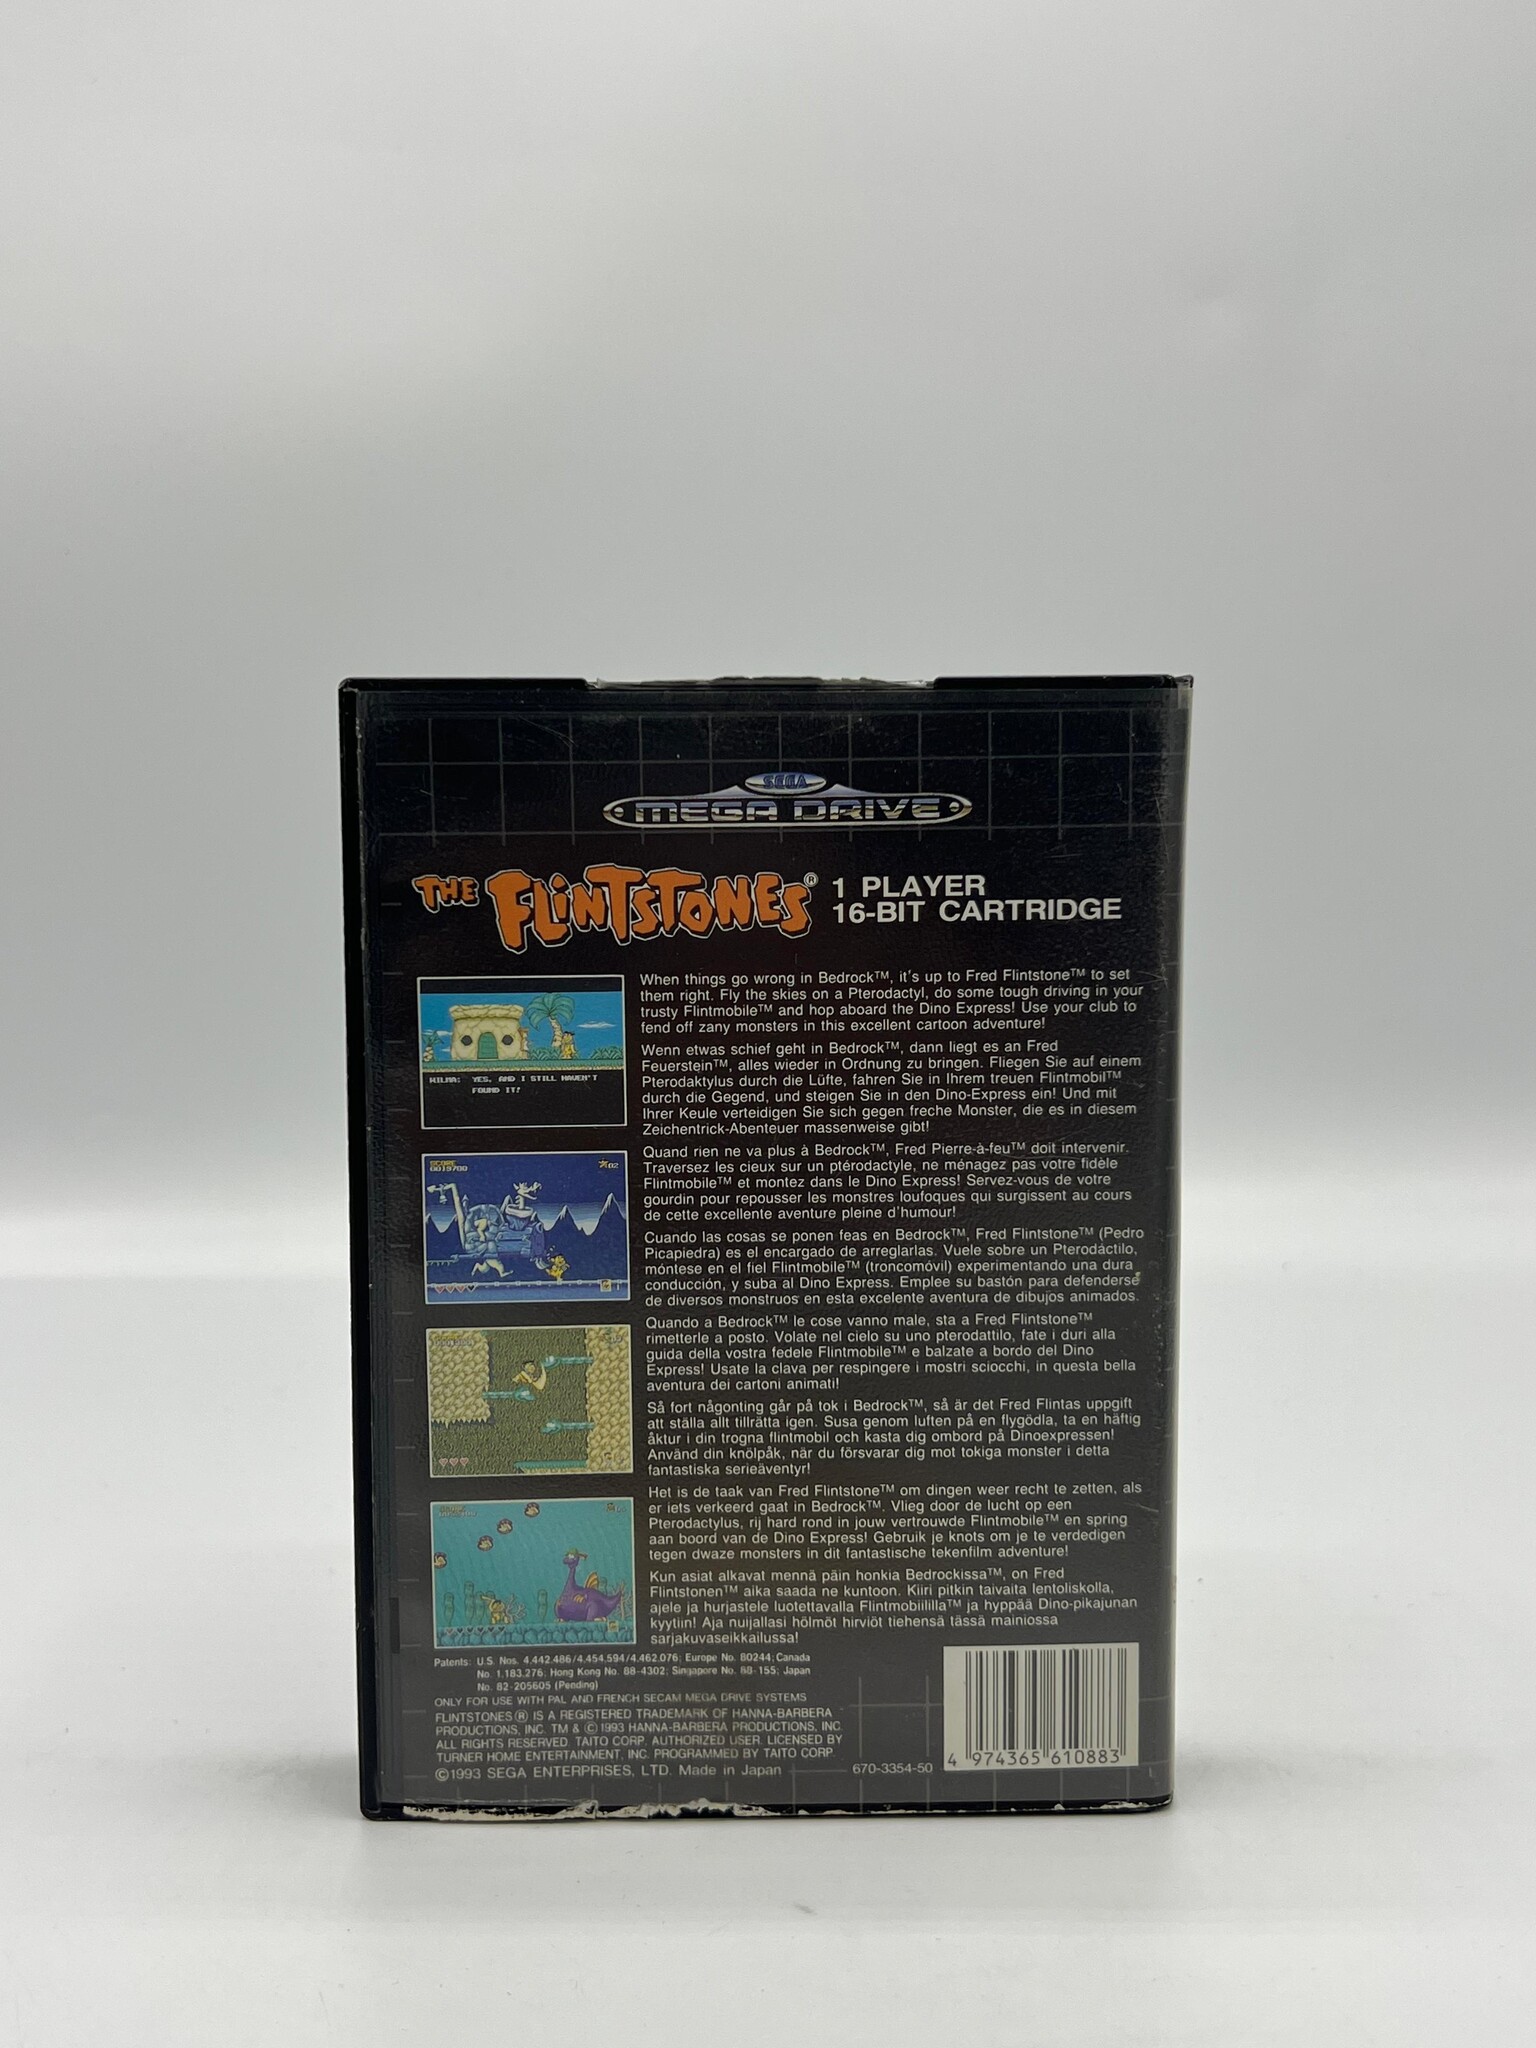 SEGA
MEGA DRIVE
THE FLINTSTONES®
1 PLAYER
16-BIT CARTRIDGE
When things go wrong in Bedrock™, it's up to Fred Flintstone™ to set
them right. Fly the skies on a Pterodactyl, do some tough driving in your
trusty Flintmobile™ and hop aboard the Dino Express! Use your club to
fend off zany monsters in this excellent cartoon adventure!
Wenn etwas schief geht in Bedrock™, dann liegt es an Fred
Feuerstein™, alles wieder in Ordnung zu bringen. Fliegen Sie auf einem
Pterodaktylus durch die Lüfte, fahren Sie in Ihrem treuen Flintmobil™
durch die Gegend, und steigen Sie in den Dino-Express ein! Und mit
Ihrer Keule verteidigen Sie sich gegen freche Monster, die es in diesem
Zeichentrick-Abenteuer massenweise gibt!
Quand rien ne va plus à Bedrock™, Fred Pierre-à-feu™ doit intervenir.
Traversez les cieux sur un ptérodactyle, ne ménagez pas votre fidèle
Flintmobile™ et montez dans le Dino Express! Servez-vous de votre
gourdin pour repousser les monstres loufoques qui surgissent au cours
de cette excellente aventure pleine d'humour!
Cuando las cosas se ponen feas en Bedrock™, Fred Flintstone™ (Pedro
Picapiedra) es el encargado de arreglarlas. Vuele sobre un Pterodáctilo,
móntese en el fiel Flintmobile™ (troncomóvil) experimentando una dura
conducción, y suba al Dino Express. Emplee su bastón para defenderse
de diversos monstruos en esta excelente aventura de dibujos animados.
Quando a Bedrock™ le cose vanno male, sta a Fred Flintstone™
rimetterle a posto. Volate nel cielo su uno pterodattilo, fate i duri alla
guida della vostra fedele Flintmobile™ e balzate a bordo del Dino
Express! Usate la clava per respingere i mostri sciocchi, in questa bella
aventura dei cartoni animati!
Så fort någonting går på tok i Bedrock™, så är det Fred Flintas uppgift
att ställa allt tillrätta igen. Susa genom luften på en flygödla, ta en häftig
åktur i din trogna flintmobil och kasta dig ombord på Dinoexpressen!
Använd din knölpåk, när du försvarar dig mot tokiga monster i detta
fantastiska serieäventyr!
Het is de taak van Fred Flintstone™ om dingen weer recht te zetten, als
er iets verkeerd gaat in Bedrock™. Vlieg door de lucht op een
Pterodactylus, rij hard rond in jouw vertrouwde Flintmobile™ en spring
aan boord van de Dino Express! Gebruik je knots om je te verdedigen
tegen dwaze monsters in dit fantastische tekenfilm adventure!
Kun asiat alkavat mennä päin honkia Bedrockissa™, on Fred
Flintstonen™ aika saada ne kuntoon. Kiiri pitkin taivaita lentoliskolla,
ajele ja hurjastele luotettavalla Flintmobiililla™ ja hyppää Dino-pikajunan
kyytiin! Aja nuijallasi hölmöt hirviöt tiehensä tässä mainiossa
sarjakuvaseikkailussa!
WILMA: YES, AND I STILL HAVEN'T
FOUND IT!
SCORE
0019700
02
Patents: U.S. Nos. 4.442.486/4.454.594/4.462.076; Europe No. 80244; Canada
No. 1.183.276; Hong Kong No. 88-4302; Singapore No. 88-155; Japan
No. 82-205605 (Pending)
ONLY FOR USE WITH PAL AND FRENCH SECAM MEGA DRIVE SYSTEMS
FLINTSTONES® IS A REGISTERED TRADEMARK OF HANNA-BARBERA
PRODUCTIONS, INC. TM & © 1993 HANNA-BARBERA PRODUCTIONS, INC.
ALL RIGHTS RESERVED. TAITO CORP. AUTHORIZED USER. LICENSED BY
TURNER HOME ENTERTAINMENT, INC. PROGRAMMED BY TAITO CORP.
©1993 SEGA ENTERPRISES, LTD. Made in Japan
670-3354-50
4 974365 610883